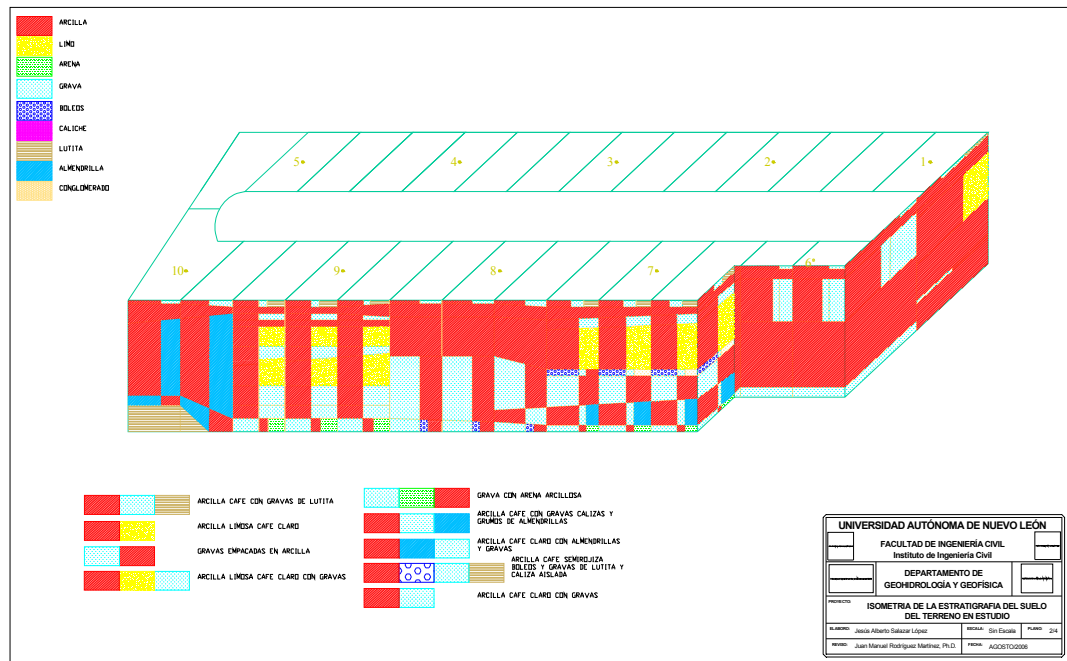 ARCILLA
LIMO
ARENA
GRAVA
BOLEOS
CALICHE
LUTITA
ALMENDRILLA
CONGLOMERADO
5 4 3 2 1
10 9 8 7 6
ARCILLA CAFE CON GRAVAS DE LUTITA
ARCILLA LIMOSA CAFE CLARO
GRAVAS EMPACADAS EN ARCILLA
ARCILLA LIMOSA CAFE CLARO CON GRAVAS
GRAVA CON ARENA ARCILLOSA
ARCILLA CAFE CON GRAVAS CALIZAS Y
GRUMOS DE ALMENDRILLAS
ARCILLA CAFE CLARO CON ALMENDRILLAS
Y GRAVAS
ARCILLA CAFE SEMIROJIZA
BOLEOS Y GRAVAS DE LUTITA Y
CALIZA AISLADA
ARCILLA CAFE CLARO CON GRAVAS
UNIVERSIDAD AUTÓNOMA DE NUEVO LEÓN
FACULTAD DE INGENIERÍA CIVIL
Instituto de Ingenieria Civil
DEPARTAMENTO DE
GEOHIDROLOGÍA Y GEOFÍSICA
PROYECTO:
ISOMETRIA DE LA ESTRATIGRAFIA DEL SUELO
DEL TERRENO EN ESTUDIO
ELABORO: Jesús Alberto Salazar López ESCALA: Sin Escala PLANO: 2/4
REVISO: Juan Manuel Rodríguez Martínez, Ph.D. FECHA: AGOSTO/2006